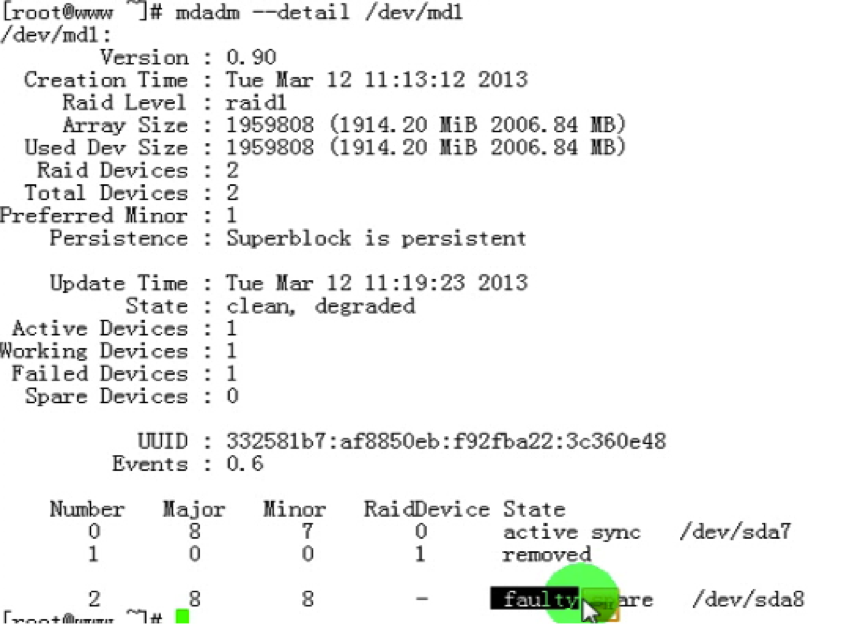 [root@www ~]# mdadm --detail /dev/md1
/dev/md1:
Version : 0.90
Creation Time : Tue Mar 12 11:13:12 2013
Raid Level : raid1
Array Size : 1959808 (1914.20 MiB 2006.84 MB)
Used Dev Size : 1959808 (1914.20 MiB 2006.84 MB)
Raid Devices : 2
Total Devices : 2
Preferred Minor : 1
Persistence : Superblock is persistent
Update Time : Tue Mar 12 11:19:23 2013
State : clean, degraded
Active Devices : 1
Working Devices : 1
Failed Devices : 1
Spare Devices : 0
UUID : 332581b7:af8850eb:f92fba22:3c360e48
Events : 0.6
Number Major Minor RaidDevice State
0 8 7 0 active sync /dev/sda7
1 0 0 1 removed
2 8 8 - faulty spare /dev/sda8
[root@www ~]#